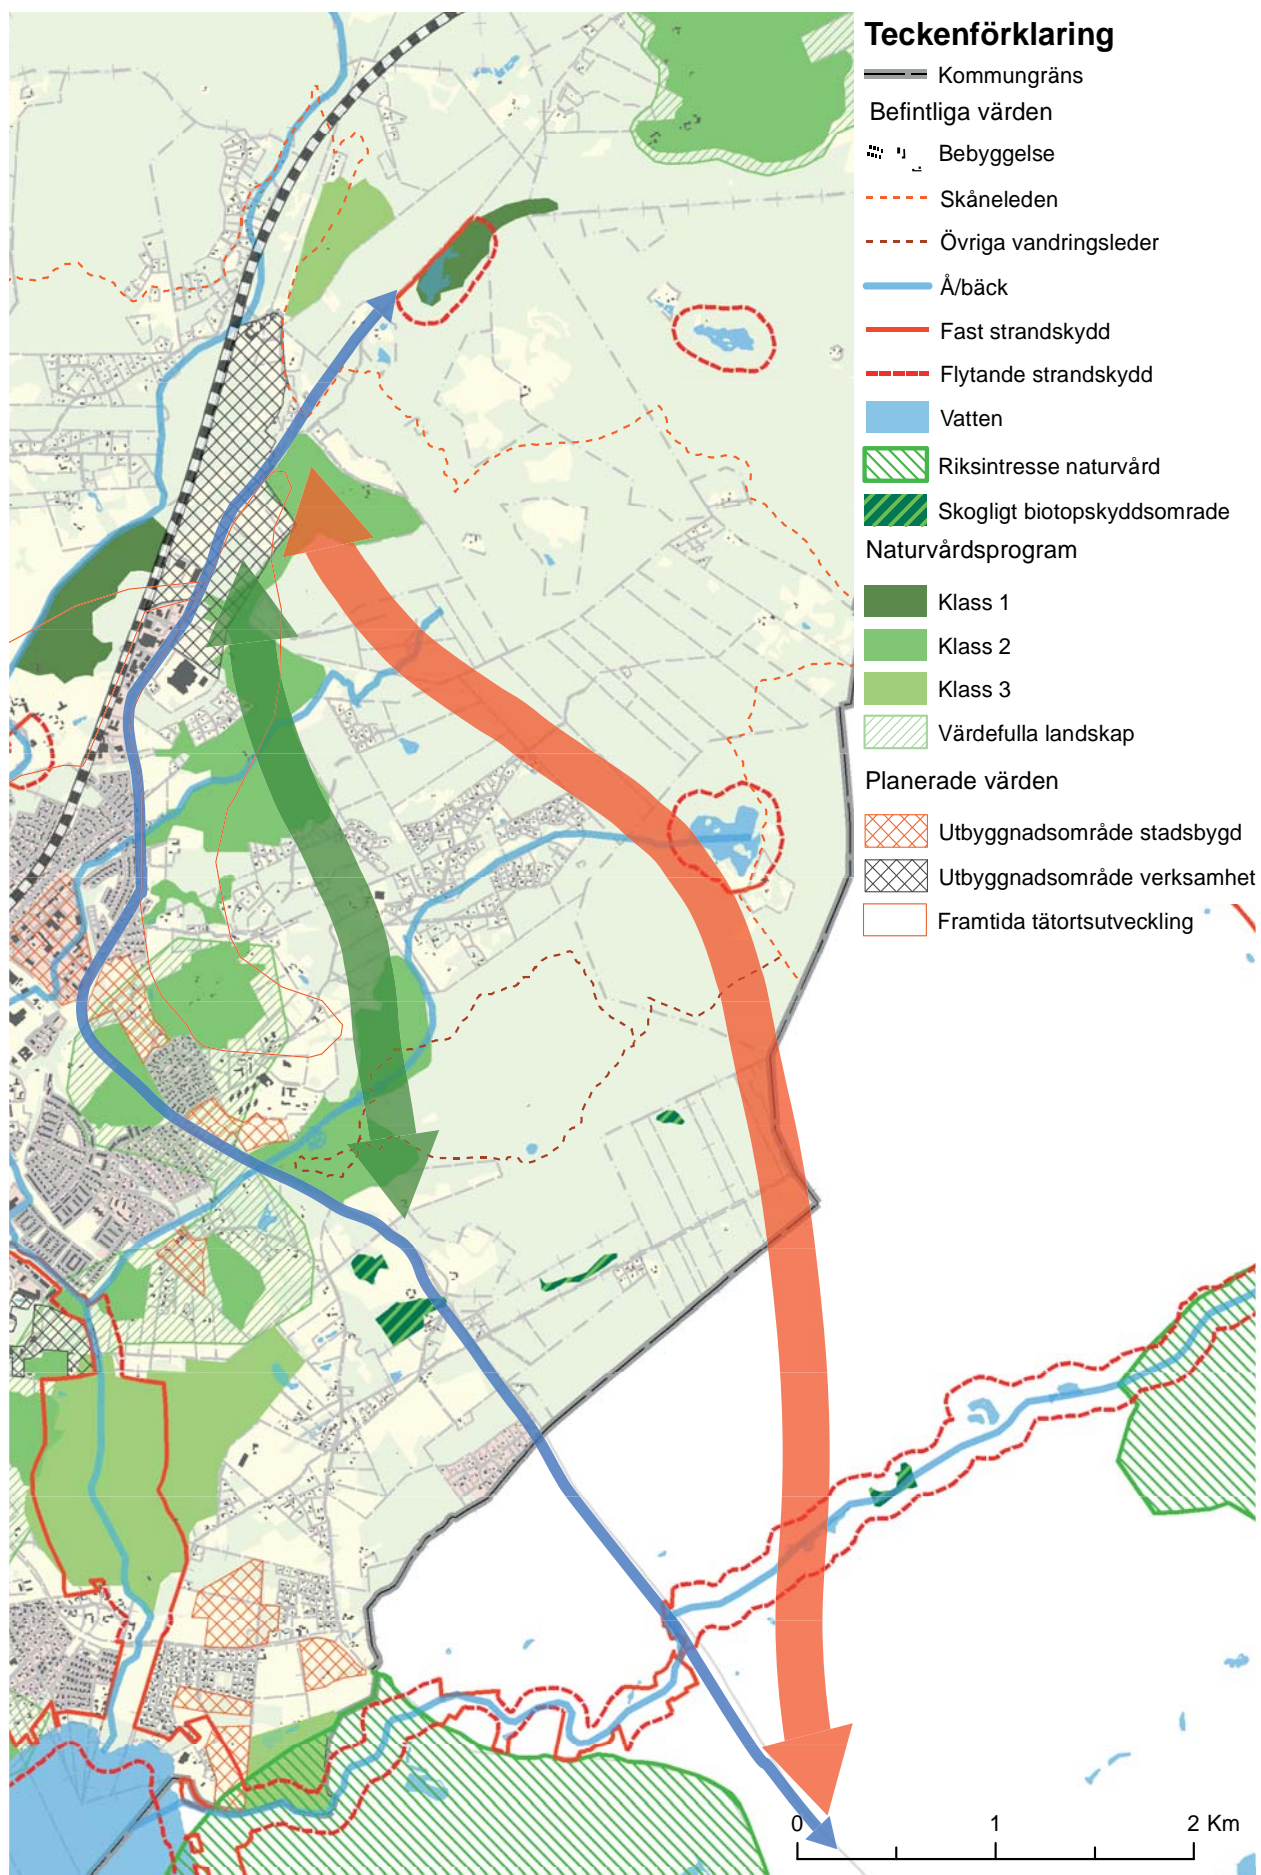 Teckenförklaring
Kommungräns
Befintliga värden
Bebyggelse
Skåneleden
Övriga vandringsleder
Å/bäck
Fast strandskydd
Flytande strandskydd
Vatten
Riksintresse naturvård
Skogligt biotopskyddsomrade
Naturvårdsprogram
Klass 1
Klass 2
Klass 3
Värdefulla landskap
Planerade värden
Utbyggnadsområde stadsbygd
Utbyggnadsområde verksamhet
Framtida tätortsutveckling
0 1 2 Km